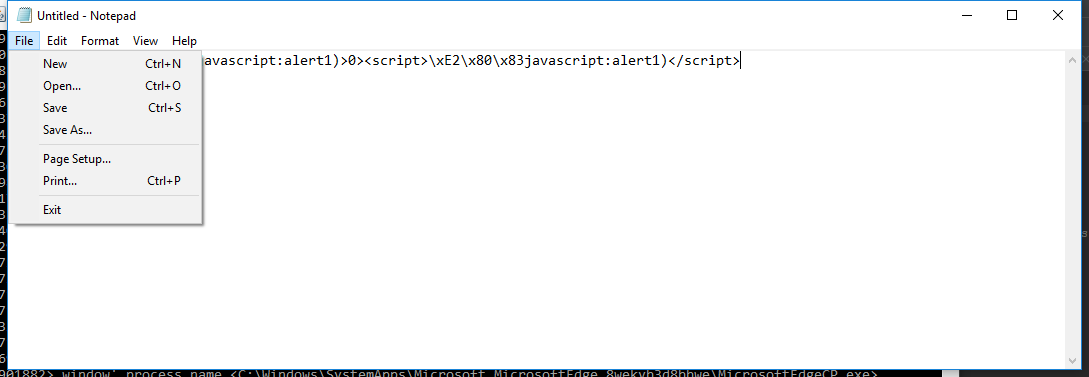 Untitled - Notepad
File Edit Format View Help
avascript:alert1)>0><script>\xE2\x80\x83javascript:alert1)</script>
New Ctrl+N
Open... Ctrl+O
Save Ctrl+S
Save As...
Page Setup...
Print... Ctrl+P
Exit
901882> window' process name <C:\Windows\SystemApps\Microsoft.MicrosoftEdge_8wekyb3d8bbwe\MicrosoftEdgeCP.exe>